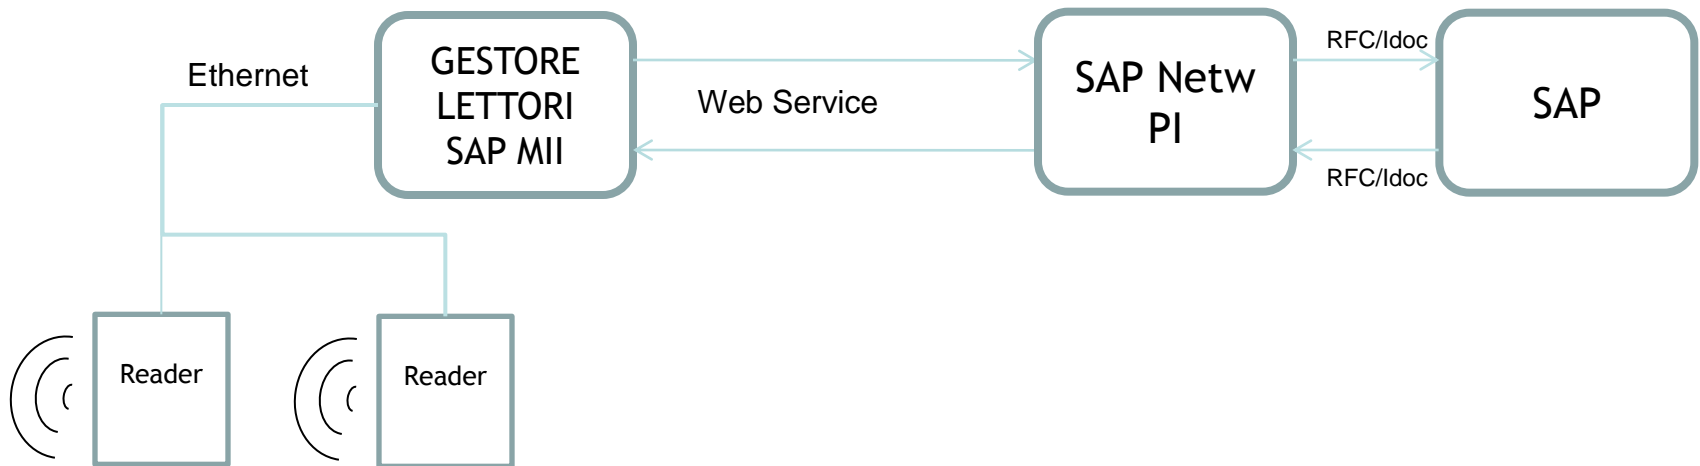 Ethernet
GESTORE
LETTORI
SAP MII
Web Service
SAP Netw
PI
RFC/Idoc
RFC/Idoc
SAP
Reader
Reader